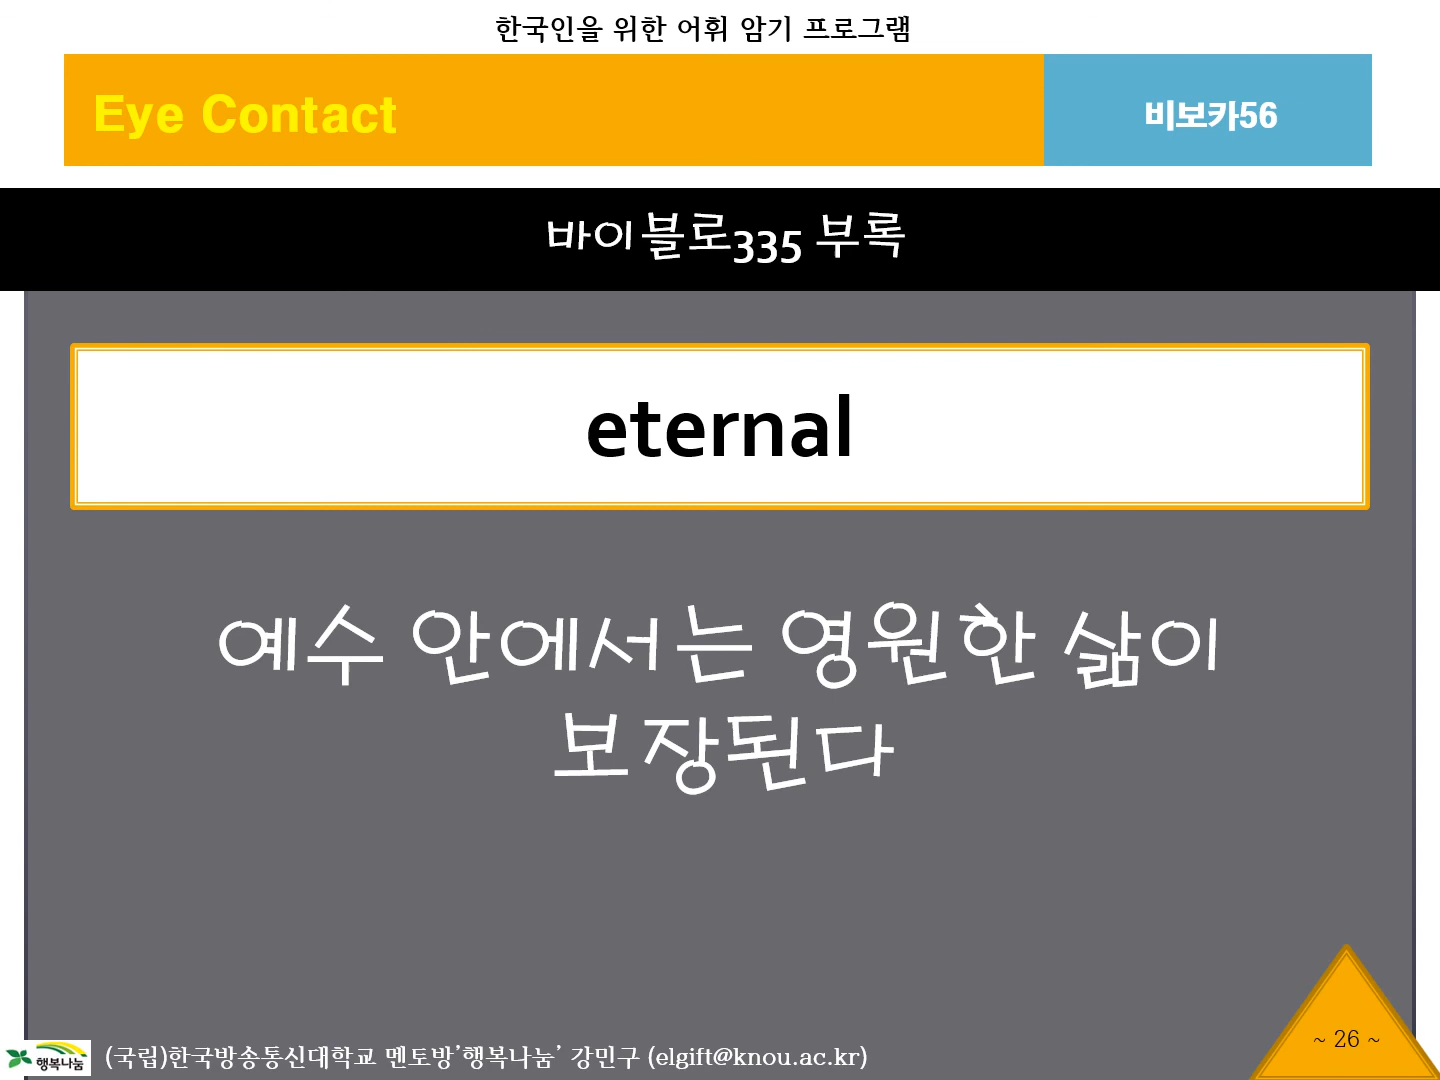 한국인을 위한 어휘 암기 프로그램
Eye Contact
비보카56
바이블로335 부록
eternal
예수 안에서는 영원한 삶이
보장된다
~ 26 ~
행복나눔
(국립)한국방송통신대학교 멘토방’행복나눔’ 강민구 (elgift@knou.ac.kr)